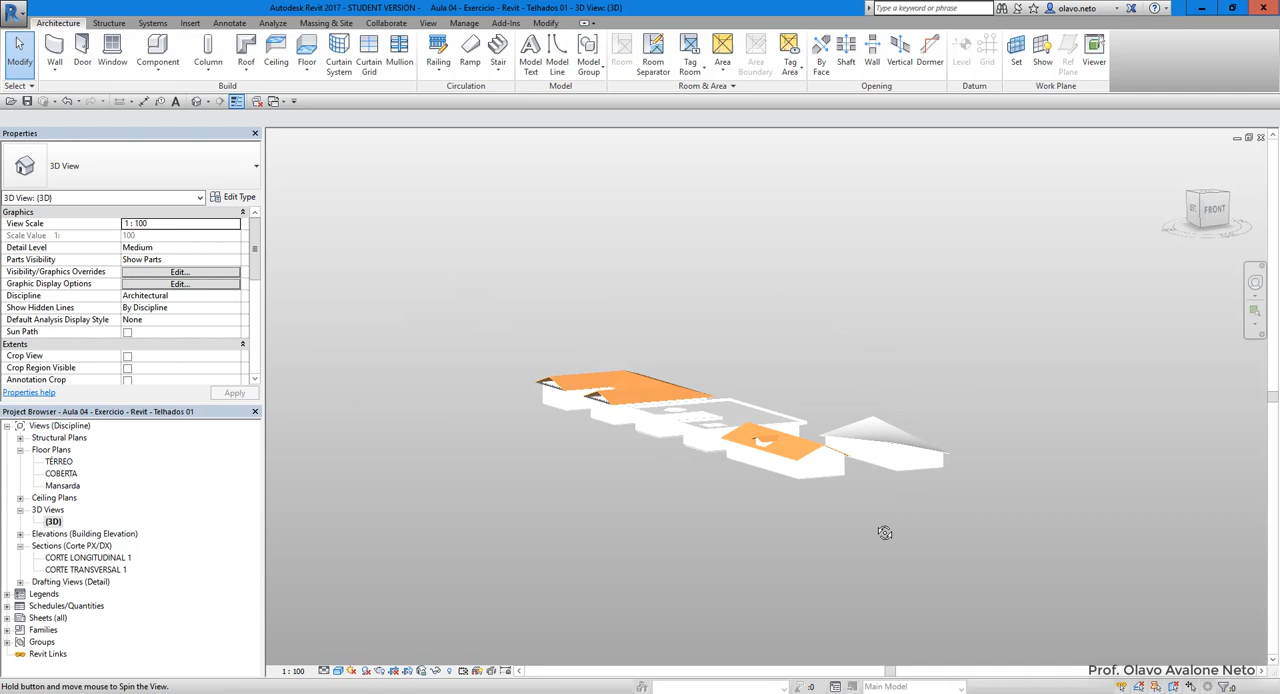 Autodesk Revit 2017 - STUDENT VERSION - Aula 04 - Exercicio - Revit - Telhados 01 - 3D View: {3D}
Type a keyword or phrase
olavo.neto
Architecture Structure Systems Insert Annotate Analyze Massing & Site Collaborate View Manage Add-Ins Modify
Modify Wall Door Window Component Column Roof Ceiling Floor Curtain System Curtain Grid Mullion Railing Ramp Stair Model Text Model Line Model Group Room Room Separator Tag Room Area Area Boundary Tag Area By Face Shaft Wall Vertical Dormer Level Grid Set Show Ref Plane Viewer
Select Build Circulation Model Room & Area Opening Datum Work Plane
Properties
3D View
3D View: {3D} Edit Type
Graphics
View Scale 1 : 100
Scale Value 1: 100
Detail Level Medium
Parts Visibility Show Parts
Visibility/Graphics Overrides Edit...
Graphic Display Options Edit...
Discipline Architectural
Show Hidden Lines By Discipline
Default Analysis Display Style None
Sun Path
Extents
Crop View
Crop Region Visible
Annotation Crop
Properties help Apply
Project Browser - Aula 04 - Exercicio - Revit - Telhados 01
Views (Disciplina)
Structural Plans
Floor Plans
TÉRREO
COBERTA
Mansarda
Ceiling Plans
3D Views
{3D}
Elevations (Building Elevation)
Sections (Corte PX/DX)
CORTE LONGITUDINAL 1
CORTE TRANSVERSAL 1
Drafting Views (Detail)
Legends
Schedules/Quantities
Sheets (all)
Families
Groups
Revit Links
FRONT
1 : 100
Prof. Olavo Avalone Neto
Hold button and move mouse to Spin the View.
:0 Main Model :0